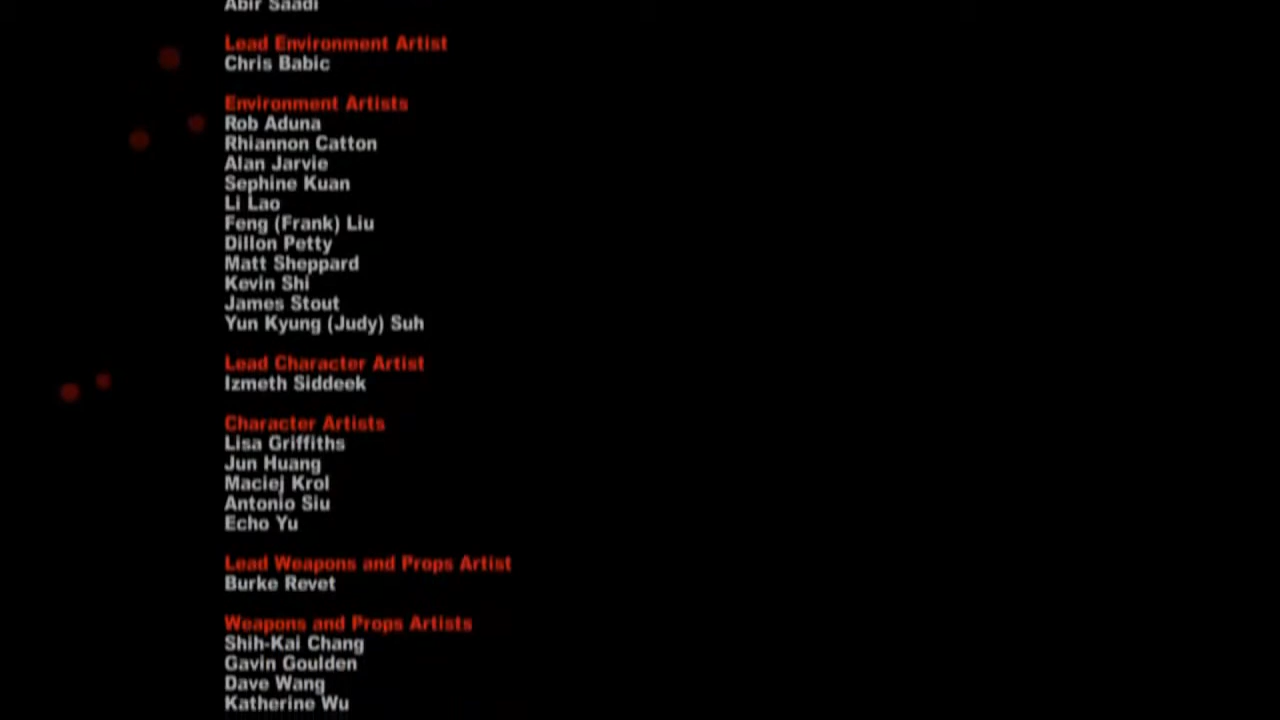 Abir Saadi
Lead Environment Artist
Chris Babic
Environment Artists
Rob Aduna
Rhiannon Catton
Alan Jarvie
Sephine Kuan
Li Lao
Feng (Frank) Liu
Dillon Petty
Matt Sheppard
Kevin Shi
James Stout
Yun Kyung (Judy) Suh
Lead Character Artist
Izmeth Siddeek
Character Artists
Lisa Griffiths
Jun Huang
Maciej Krol
Antonio Siu
Echo Yu
Lead Weapons and Props Artist
Burke Revet
Weapons and Props Artists
Shih-Kai Chang
Gavin Goulden
Dave Wang
Katherine Wu